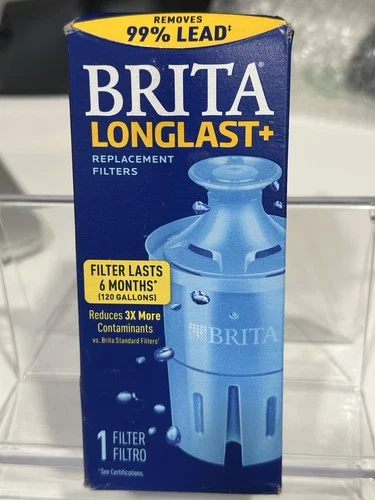 REMOVES
99% LEAD‡
BRITA®
LONGLAST+™
REPLACEMENT
FILTERS
FILTER LASTS
6 MONTHS*
(120 GALLONS)
Reduces 3X More
Contaminants
vs. Brita Standard Filters†
BRITA
1 FILTER
FILTRO
*See Certifications.